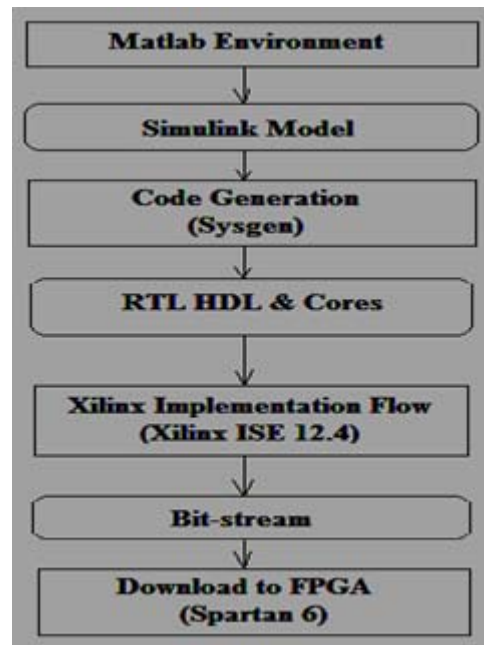 Matlab Environment
Simulink Model
Code Generation
(Sysgen)
RTL HDL & Cores
Xilinx Implementation Flow
(Xilinx ISE 12.4)
Bit-stream
Download to FPGA
(Spartan 6)